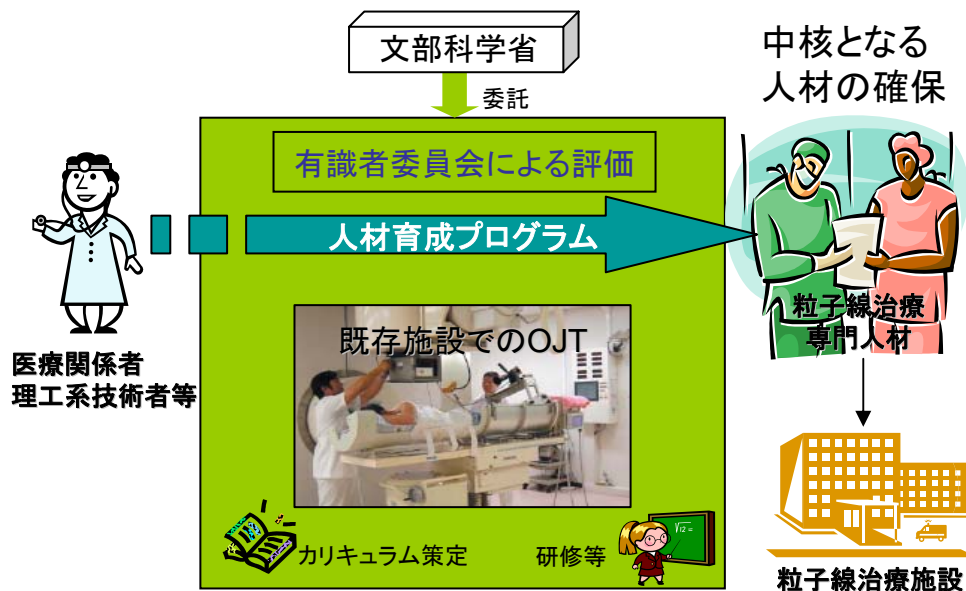 文部科学省
委託
中核となる
人材の確保
有識者委員会による評価
人材育成プログラム
既存施設でのOJT
医療関係者
理工系技術者等
粒子線治療
専門人材
カリキュラム策定
研修等
√12 =
粒子線治療施設